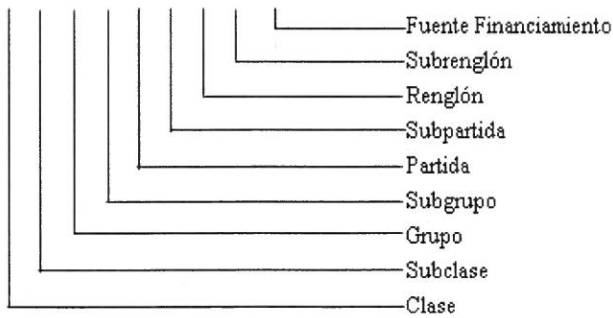 Fuente Financiamiento
Subrenglón
Renglón
Subpartida
Partida
Subgrupo
Grupo
Subclase
Clase